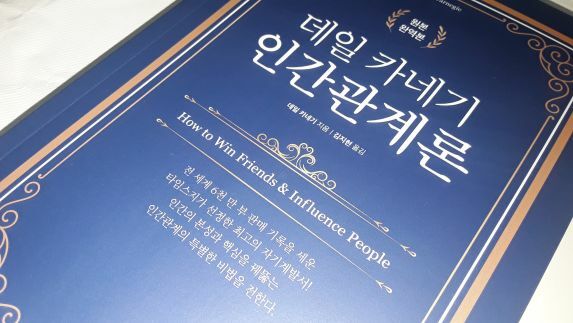 Carnegie
원본
완역본
데일 카네기
인간관계론
데일 카네기 지음 | 김지현 옮김
How to Win Friends & Influence People
전 세계 6천 만 부 판매 기록을 세운
타임스지가 선정한 최고의 자기계발서!
인간의 본성과 핵심을 꿰뚫는
인간관계의 특별한 비법을 전한다.